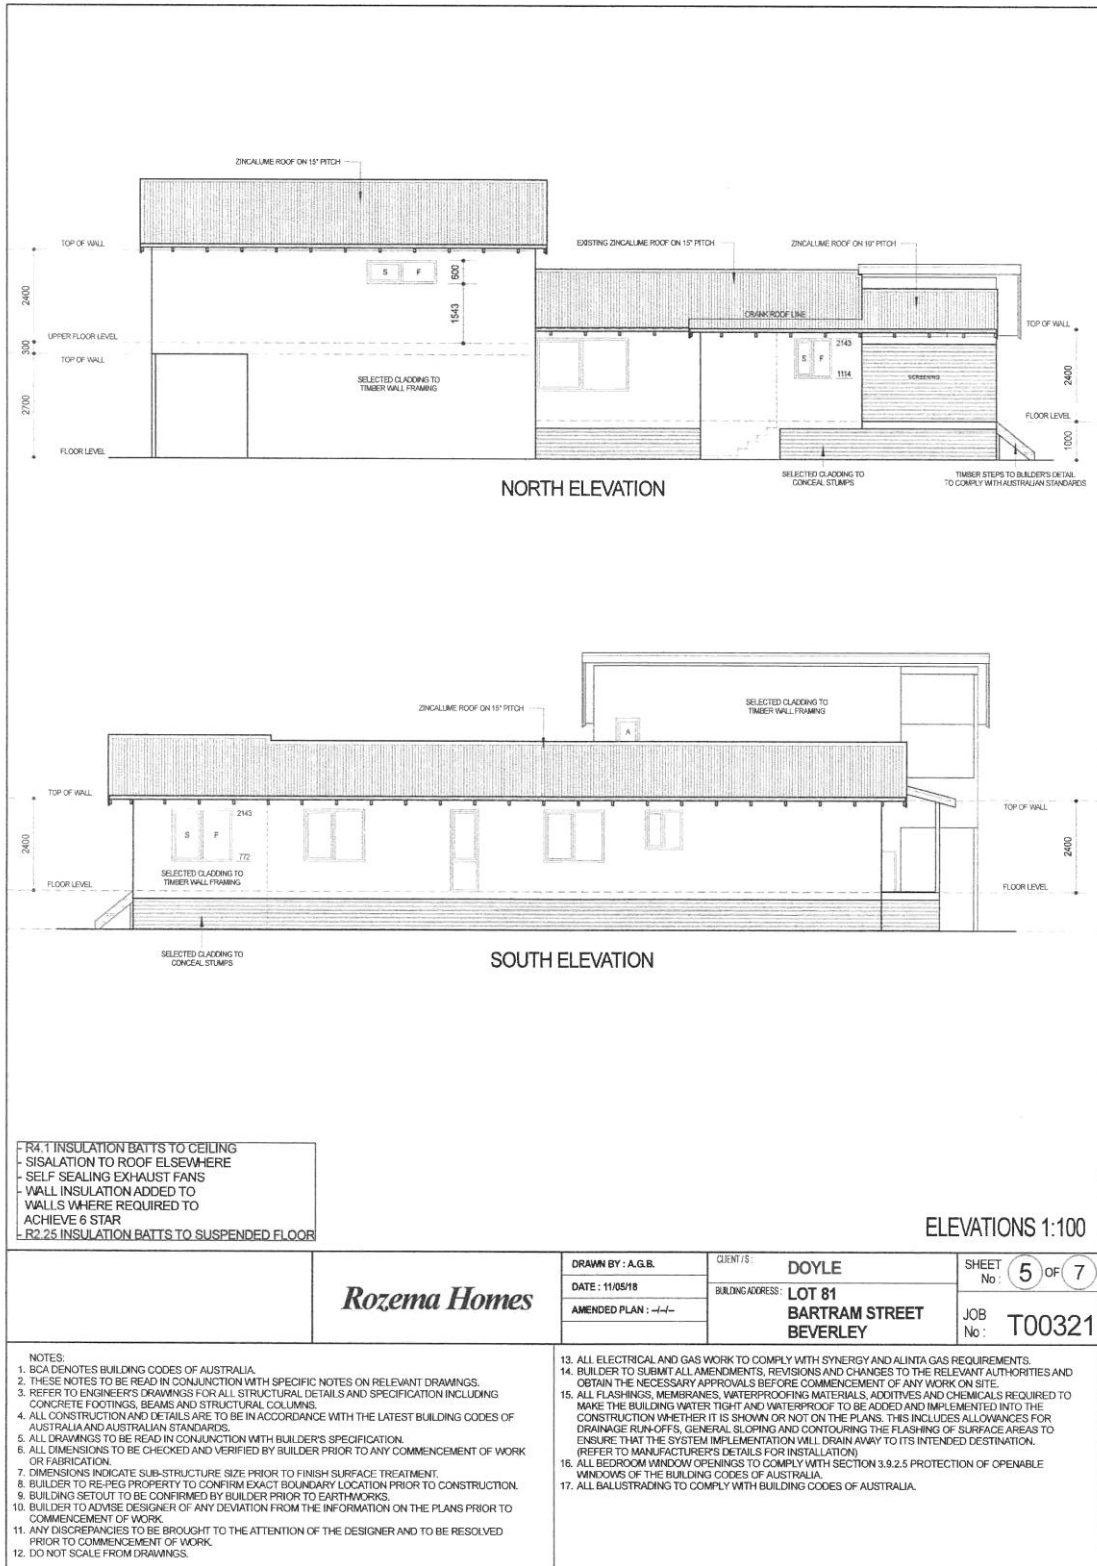 ZINCALUME ROOF ON 15° PITCH
EXISTING ZINCALUME ROOF ON 15° PITCH
ZINCALUME ROOF ON 10° PITCH
TOP OF WALL
2400
S F
600
1543
CRANK ROOF LINE
TOP OF WALL
UPPER FLOOR LEVEL
300
TOP OF WALL
2143
S F
1114
SCREENING
2400
SELECTED CLADDING TO
TIMBER WALL FRAMING
2700
FLOOR LEVEL
1000
FLOOR LEVEL
SELECTED CLADDING TO
CONCEAL STUMPS
TIMBER STEPS TO BUILDER'S DETAIL
TO COMPLY WITH AUSTRALIAN STANDARDS
NORTH ELEVATION
ZINCALUME ROOF ON 15° PITCH
SELECTED CLADDING TO
TIMBER WALL FRAMING
A
TOP OF WALL
TOP OF WALL
2143
S F
772
2400
2400
SELECTED CLADDING TO
TIMBER WALL FRAMING
FLOOR LEVEL
FLOOR LEVEL
SELECTED CLADDING TO
CONCEAL STUMPS
SOUTH ELEVATION
- R4.1 INSULATION BATTS TO CEILING
- SISALATION TO ROOF ELSEWHERE
- SELF SEALING EXHAUST FANS
- WALL INSULATION ADDED TO
WALLS WHERE REQUIRED TO
ACHIEVE 6 STAR
- R2.25 INSULATION BATTS TO SUSPENDED FLOOR
ELEVATIONS 1:100
Rozema Homes
DRAWN BY : A.G.B.
DATE : 11/05/18
AMENDED PLAN : -/-/-
CLIENT/S : DOYLE
BUILDING ADDRESS : LOT 81
BARTRAM STREET
BEVERLEY
SHEET No : 5 OF 7
JOB No : T00321
NOTES:
1. BCA DENOTES BUILDING CODES OF AUSTRALIA.
2. THESE NOTES TO BE READ IN CONJUNCTION WITH SPECIFIC NOTES ON RELEVANT DRAWINGS.
3. REFER TO ENGINEER'S DRAWINGS FOR ALL STRUCTURAL DETAILS AND SPECIFICATION INCLUDING
CONCRETE FOOTINGS, BEAMS AND STRUCTURAL COLUMNS.
4. ALL CONSTRUCTION AND DETAILS ARE TO BE IN ACCORDANCE WITH THE LATEST BUILDING CODES OF
AUSTRALIA AND AUSTRALIAN STANDARDS.
5. ALL DRAWINGS TO BE READ IN CONJUNCTION WITH BUILDER'S SPECIFICATION.
6. ALL DIMENSIONS TO BE CHECKED AND VERIFIED BY BUILDER PRIOR TO ANY COMMENCEMENT OF WORK
OR FABRICATION.
7. DIMENSIONS INDICATE SUB-STRUCTURE SIZE PRIOR TO FINISH SURFACE TREATMENT.
8. BUILDER TO RE-PEG PROPERTY TO CONFIRM EXACT BOUNDARY LOCATION PRIOR TO CONSTRUCTION.
9. BUILDING SETOUT TO BE CONFIRMED BY BUILDER PRIOR TO EARTHWORKS.
10. BUILDER TO ADVISE DESIGNER OF ANY DEVIATION FROM THE INFORMATION ON THE PLANS PRIOR TO
COMMENCEMENT OF WORK.
11. ANY DISCREPANCIES TO BE BROUGHT TO THE ATTENTION OF THE DESIGNER AND TO BE RESOLVED
PRIOR TO COMMENCEMENT OF WORK.
12. DO NOT SCALE FROM DRAWINGS.
13. ALL ELECTRICAL AND GAS WORK TO COMPLY WITH SYNERGY AND ALINTA GAS REQUIREMENTS.
14. BUILDER TO SUBMIT ALL AMENDMENTS, REVISIONS AND CHANGES TO THE RELEVANT AUTHORITIES AND
OBTAIN THE NECESSARY APPROVALS BEFORE COMMENCEMENT OF ANY WORK ON SITE.
15. ALL FLASHINGS, MEMBRANES, WATERPROOFING MATERIALS, ADDITIVES AND CHEMICALS REQUIRED TO
MAKE THE BUILDING WATER TIGHT AND WATERPROOF TO BE ADDED AND IMPLEMENTED INTO THE
CONSTRUCTION WHETHER IT IS SHOWN OR NOT ON THE PLANS. THIS INCLUDES ALLOWANCES FOR
DRAINAGE RUN-OFFS, GENERAL SLOPING AND CONTOURING THE FLASHING OF SURFACE AREAS TO
ENSURE THAT THE SYSTEM IMPLEMENTATION WILL DRAIN AWAY TO ITS INTENDED DESTINATION.
(REFER TO MANUFACTURER'S DETAILS FOR INSTALLATION)
16. ALL BEDROOM WINDOW OPENINGS TO COMPLY WITH SECTION 3.9.2.5 PROTECTION OF OPENABLE
WINDOWS OF THE BUILDING CODES OF AUSTRALIA.
17. ALL BALUSTRADING TO COMPLY WITH BUILDING CODES OF AUSTRALIA.